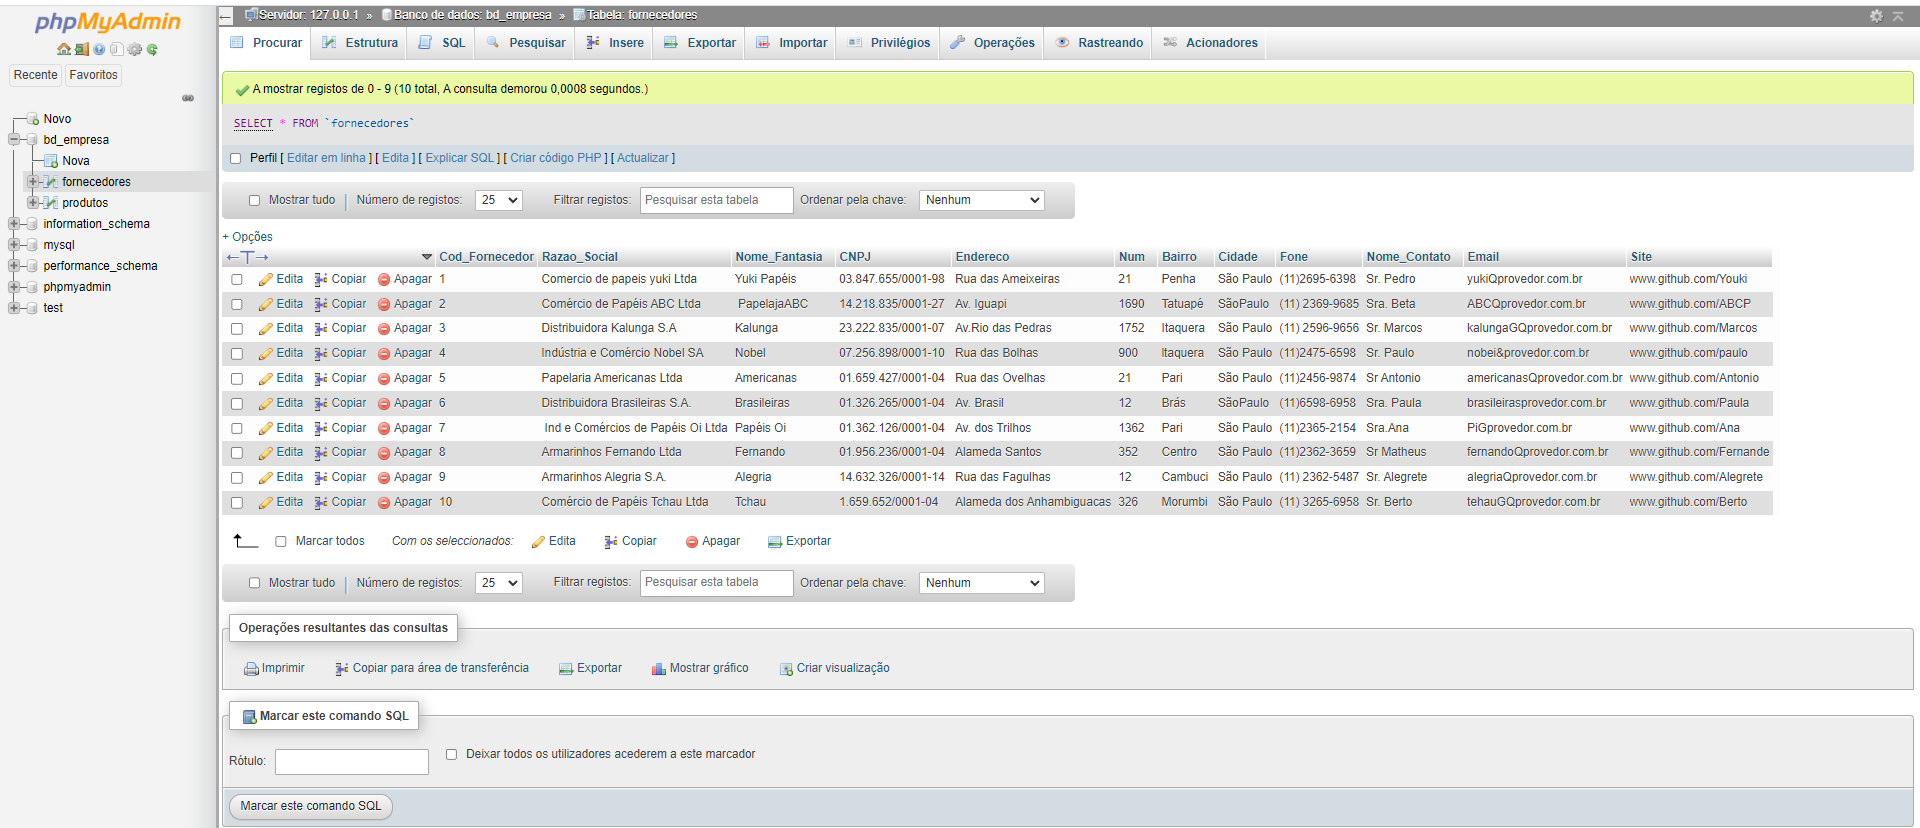 phpMyAdmin
Recente Favoritos
Novo
bd_empresa
Nova
fornecedores
produtos
information_schema
mysql
performance_schema
phpmyadmin
test
Servidor: 127.0.0.1 » Banco de dados: bd_empresa » Tabela: fornecedores
Procurar Estrutura SQL Pesquisar Insere Exportar Importar Privilégios Operações Rastreando Acionadores
A mostrar registos de 0 - 9 (10 total, A consulta demorou 0,0008 segundos.)
SELECT * FROM `fornecedores`
Perfil [ Editar em linha ] [ Edita ] [ Explicar SQL ] [ Criar código PHP ] [ Actualizar ]
Mostrar tudo | Número de registos: 25 Filtrar registos: Pesquisar esta tabela Ordenar pela chave: Nenhum
+ Opções
←T→ Cod_Fornecedor Razao_Social Nome_Fantasia CNPJ Endereco Num Bairro Cidade Fone Nome_Contato Email Site
Edita Copiar Apagar 1 Comercio de papeis yuki Ltda Yuki Papéis 03.847.655/0001-98 Rua das Ameixeiras 21 Penha São Paulo (11)2695-6398 Sr. Pedro yukiQprovedor.com.br www.github.com/Youki
Edita Copiar Apagar 2 Comércio de Papéis ABC Ltda PapelajaABC 14.218.835/0001-27 Av. Iguapi 1690 Tatuapé SãoPaulo (11) 2369-9685 Sra. Beta ABCQprovedor.com.br www.github.com/ABCP
Edita Copiar Apagar 3 Distribuidora Kalunga S.A Kalunga 23.222.835/0001-07 Av.Rio das Pedras 1752 Itaquera São Paulo (11) 2596-9656 Sr. Marcos kalungaGQprovedor.com.br www.github.com/Marcos
Edita Copiar Apagar 4 Indústria e Comércio Nobel SA Nobel 07.256.898/0001-10 Rua das Bolhas 900 Itaquera São Paulo (11)2475-6598 Sr. Paulo nobei&provedor.com.br www.github.com/paulo
Edita Copiar Apagar 5 Papelaria Americanas Ltda Americanas 01.659.427/0001-04 Rua das Ovelhas 21 Pari São Paulo (11)2456-9874 Sr Antonio americanasQprovedor.com.br www.github.com/Antonio
Edita Copiar Apagar 6 Distribuidora Brasileiras S.A. Brasileiras 01.326.265/0001-04 Av. Brasil 12 Brás SãoPaulo (11)6598-6958 Sra. Paula brasileirasprovedor.com.br www.github.com/Paula
Edita Copiar Apagar 7 Ind e Comércios de Papéis Oi Ltda Papéis Oi 01.362.126/0001-04 Av. dos Trilhos 1362 Pari São Paulo (11)2365-2154 Sra.Ana PiGprovedor.com.br www.github.com/Ana
Edita Copiar Apagar 8 Armarinhos Fernando Ltda Fernando 01.956.236/0001-04 Alameda Santos 352 Centro São Paulo (11)2362-3659 Sr Matheus fernandoQprovedor.com.br www.github.com/Fernande
Edita Copiar Apagar 9 Armarinhos Alegria S.A. Alegria 14.632.326/0001-14 Rua das Fagulhas 12 Cambuci São Paulo (11) 2362-5487 Sr. Alegrete alegriaQprovedor.com.br www.github.com/Alegrete
Edita Copiar Apagar 10 Comércio de Papéis Tchau Ltda Tchau 1.659.652/0001-04 Alameda dos Anhambiguacas 326 Morumbi São Paulo (11) 3265-6958 Sr. Berto tehauGQprovedor.com.br www.github.com/Berto
Marcar todos Com os seleccionados: Edita Copiar Apagar Exportar
Mostrar tudo | Número de registos: 25 Filtrar registos: Pesquisar esta tabela Ordenar pela chave: Nenhum
Operações resultantes das consultas
Imprimir Copiar para área de transferência Exportar Mostrar gráfico Criar visualização
Marcar este comando SQL
Rótulo: Deixar todos os utilizadores acederem a este marcador
Marcar este comando SQL